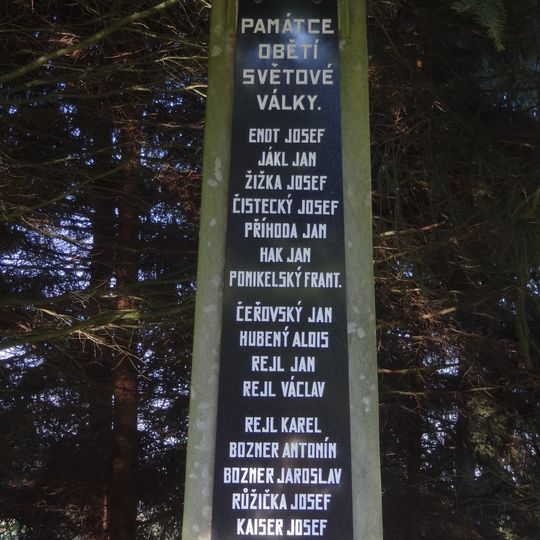 PAMÁTCE
OBĚTÍ
SVĚTOVÉ
VÁLKY.
ENOT JOSEF
JÁKL JAN
ŽIŽKA JOSEF
ČISTECKÝ JOSEF
PŘÍHODA JAN
HAK JAN
PONIKELSKÝ FRANT.
ČEŘOVSKÝ JAN
HUBENÝ ALOIS
REJL JAN
REJL VÁCLAV
REJL KAREL
BOZNER ANTONÍN
BOZNER JAROSLAV
RŮŽIČKA JOSEF
KAISER JOSEF